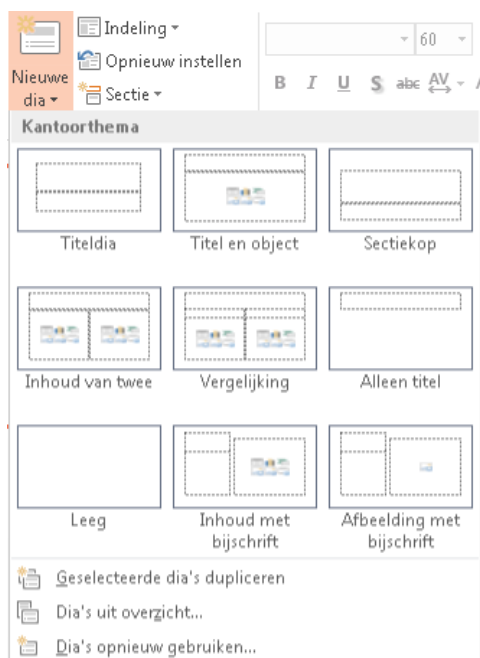 Indeling
60
Nieuwe
dia
Opnieuw instellen
Sectie
B I U S abc AV
Kantoorthema
Titeldia
Titel en object
Sectiekop
Inhoud van twee
Vergelijking
Alleen titel
Leeg
Inhoud met
bijschrift
Afbeelding met
bijschrift
Geselecteerde dia's dupliceren
Dia's uit overzicht...
Dia's opnieuw gebruiken...